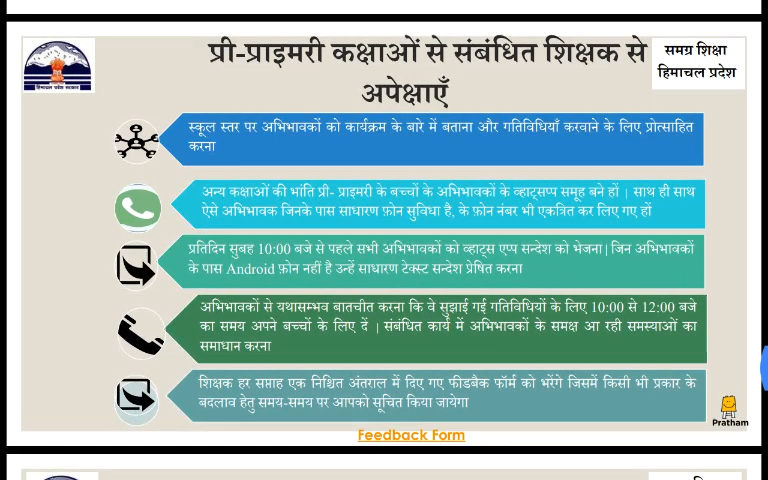 प्री-प्राइमरी कक्षाओं से संबंधित शिक्षक से
अपेक्षाएँ
समग्र शिक्षा
हिमाचल प्रदेश
स्कूल स्तर पर अभिभावकों को कार्यक्रम के बारे में बताना और गतिविधियाँ करवाने के लिए प्रोत्साहित
करना
अन्य कक्षाओं की भांति प्री- प्राइमरी के बच्चों के अभिभावकों के व्हाट्सप्प समूह बने हों | साथ ही साथ
ऐसे अभिभावक जिनके पास साधारण फ़ोन सुविधा है, के फ़ोन नंबर भी एकत्रित कर लिए गए हों
प्रतिदिन सुबह 10:00 बजे से पहले सभी अभिभावकों को व्हाट्स एप्प सन्देश को भेजना| जिन अभिभावकों
के पास Android फ़ोन नहीं है उन्हें साधारण टेक्स्ट सन्देश प्रेषित करना
अभिभावकों से यथासम्भव बातचीत करना कि वे सुझाई गई गतिविधियों के लिए 10:00 से 12:00 बजे
का समय अपने बच्चों के लिए दें | संबंधित कार्य में अभिभावकों के समक्ष आ रही समस्याओं का
समाधान करना
शिक्षक हर सप्ताह एक निश्चित अंतराल में दिए गए फीडबैक फॉर्म को भरेंगे जिसमें किसी भी प्रकार के
बदलाव हेतु समय-समय पर आपको सूचित किया जायेगा
Pratham
Feedback Form